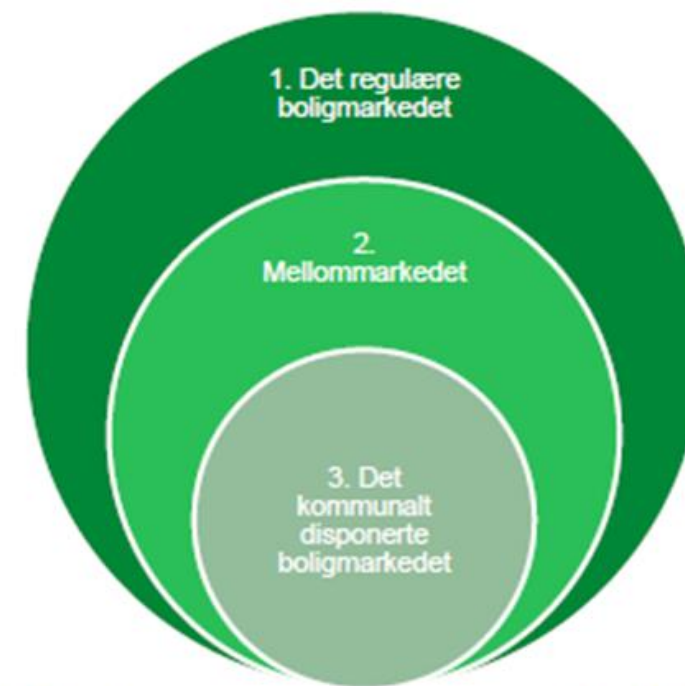 1. Det regulære
boligmarkedet
2.
Mellommarkedet
3. Det
kommunalt
disponerte
boligmarkedet